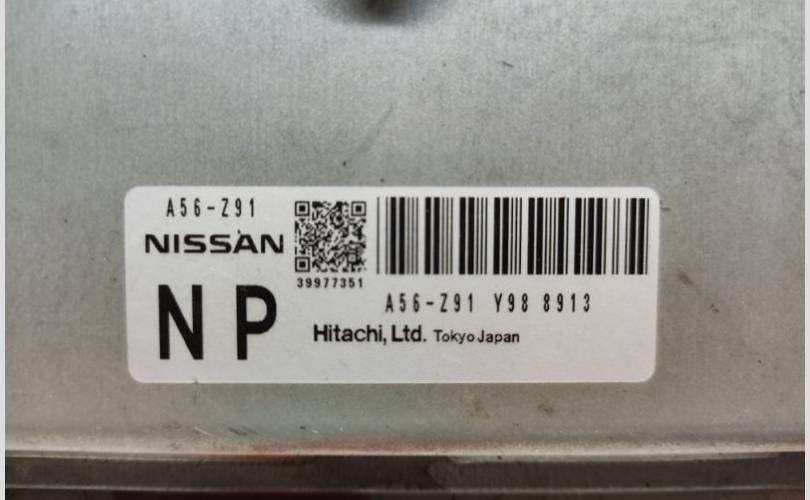 A56-Z91
NISSAN
39977351
A56-Z91 Y98 8913
NP
Hitachi, Ltd. Tokyo Japan